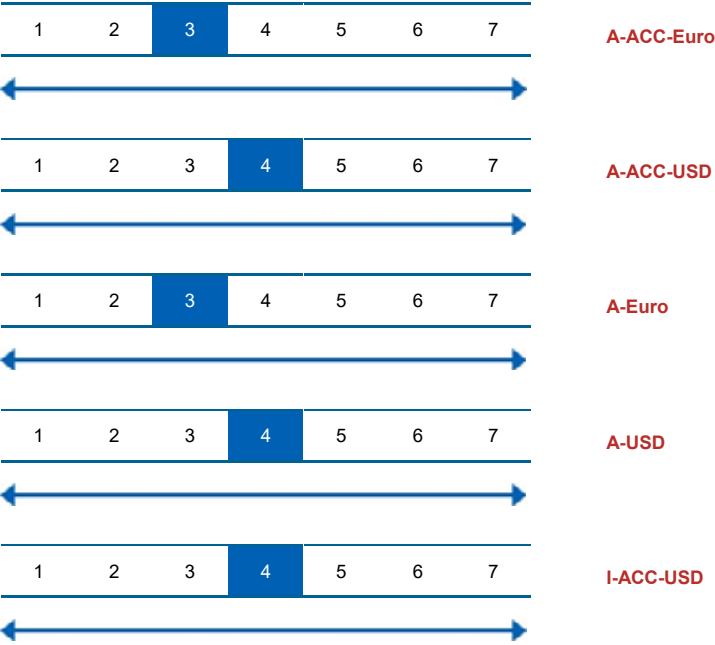 1 2 3 4 5 6 7 A-ACC-Euro
1 2 3 4 5 6 7 A-ACC-USD
1 2 3 4 5 6 7 A-Euro
1 2 3 4 5 6 7 A-USD
1 2 3 4 5 6 7 I-ACC-USD